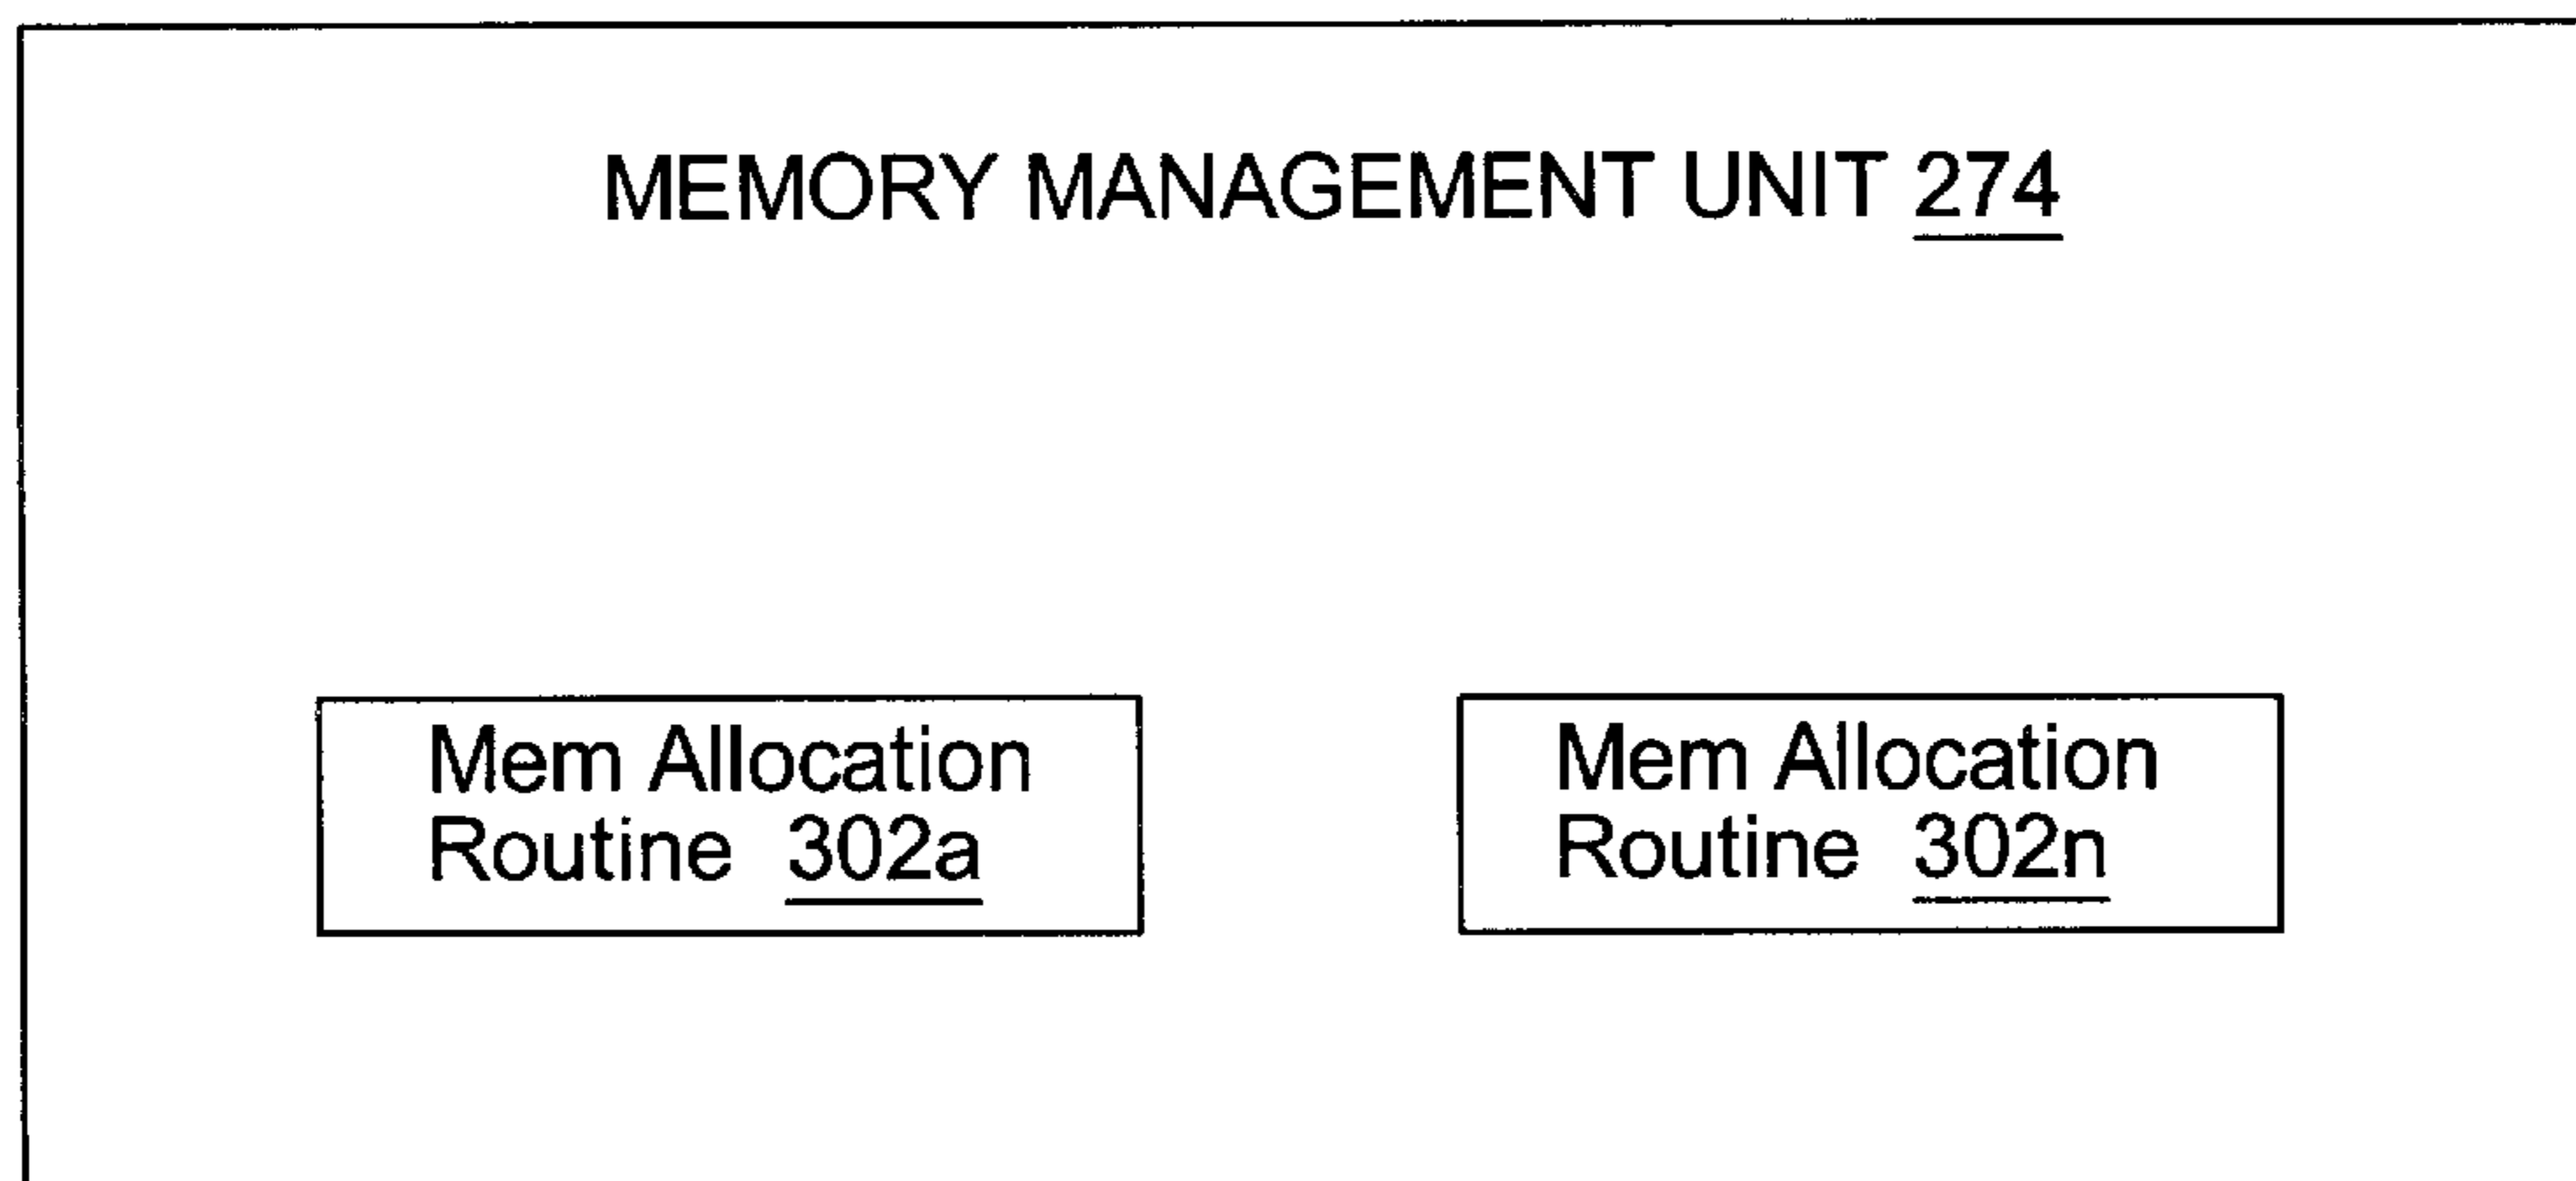 MEMORY MANAGEMENT UNIT 274
Mem Allocation
Routine 302a
Mem Allocation
Routine 302n